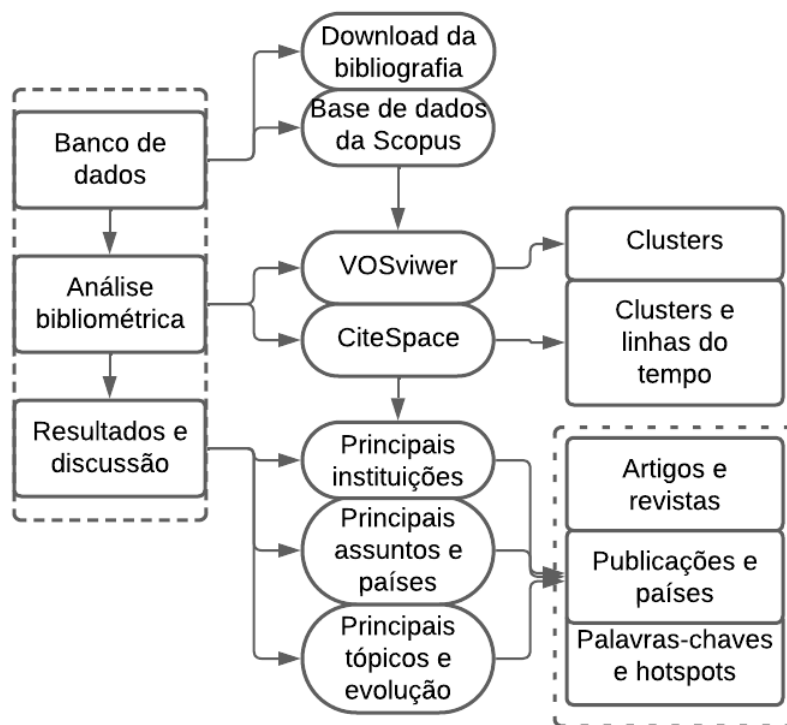 Download da
bibliografia
Base de dados
da Scopus
Banco de
dados
VOSviwer
Clusters
Análise
bibliométrica
CiteSpace
Clusters e
linhas do
tempo
Resultados e
discussão
Principais
instituições
Principais
assuntos e
países
Principais
tópicos e
evolução
Artigos e
revistas
Publicações e
países
Palavras-chaves
e hotspots